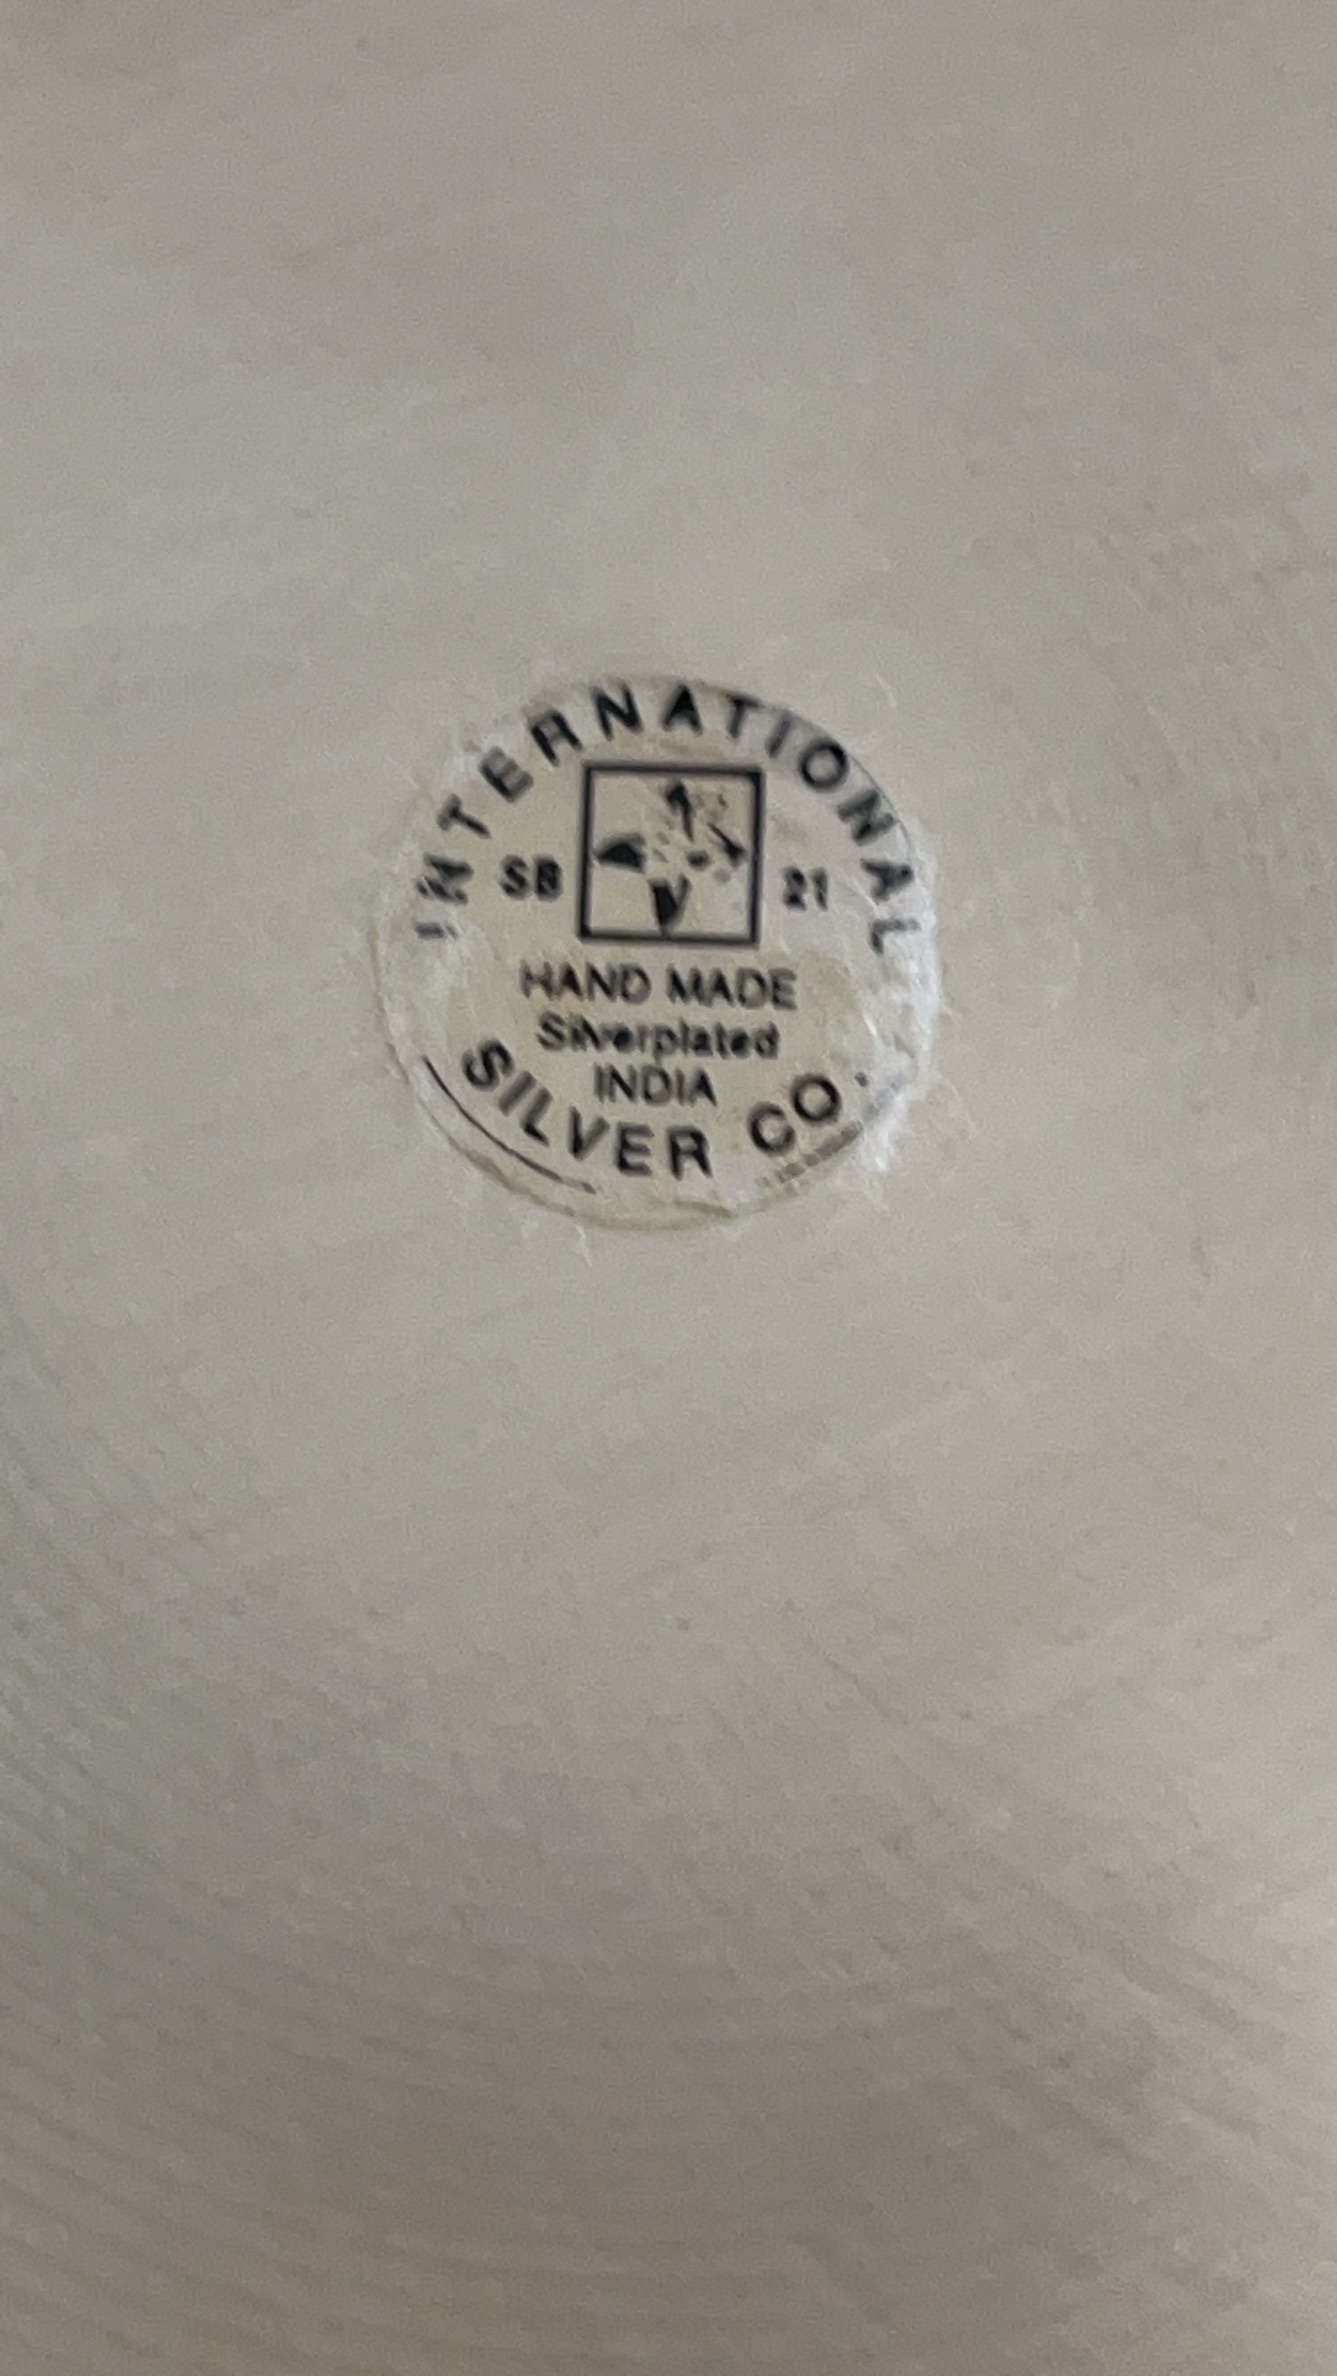 INTERNATIONAL
SB 21
HAND MADE
Silverplated
INDIA
SILVER CO.